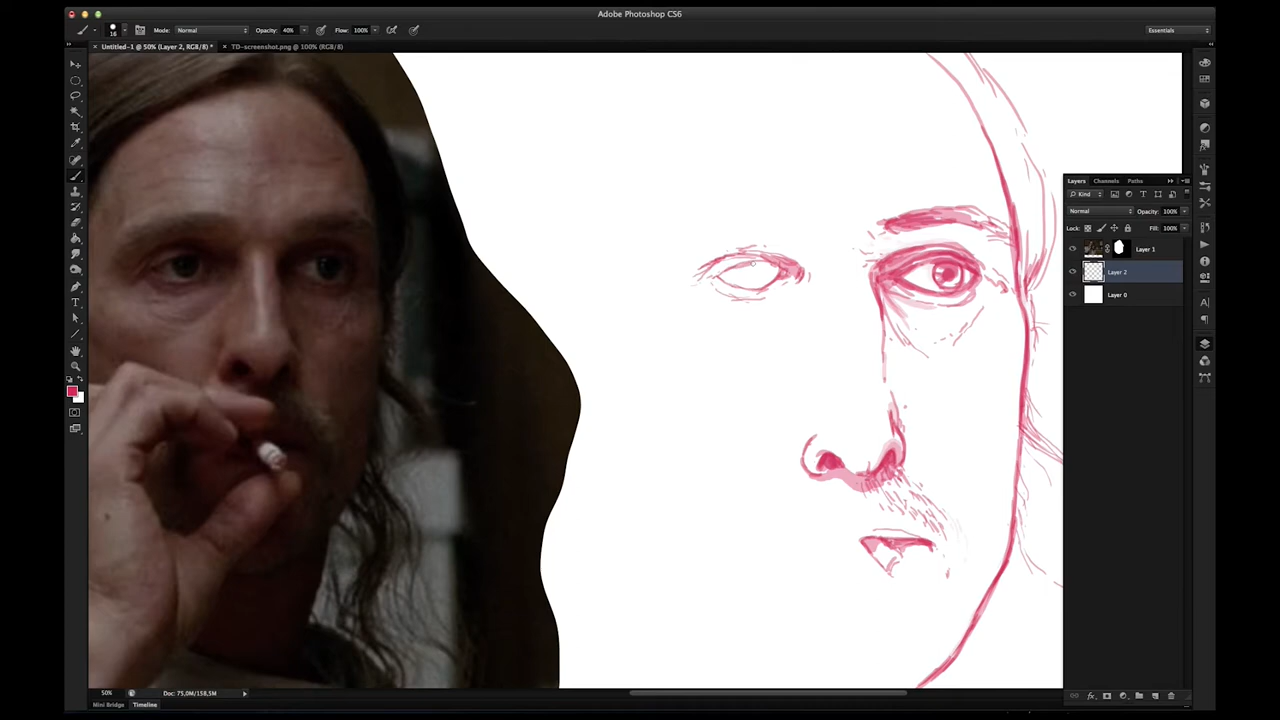 Adobe Photoshop CS6
16 Mode: Normal Opacity: 40% Flow: 100% Essentials
× Untitled-1 @ 50% (Layer 2, RGB/8) * × TD-screenshot.png @ 100% (RGB/8)
Layers Channels Paths
Kind
Normal Opacity: 100%
Lock: Fill: 100%
Layer 1
Layer 2
Layer 0
50% Doc: 75,0M/158,5M
Mini Bridge Timeline